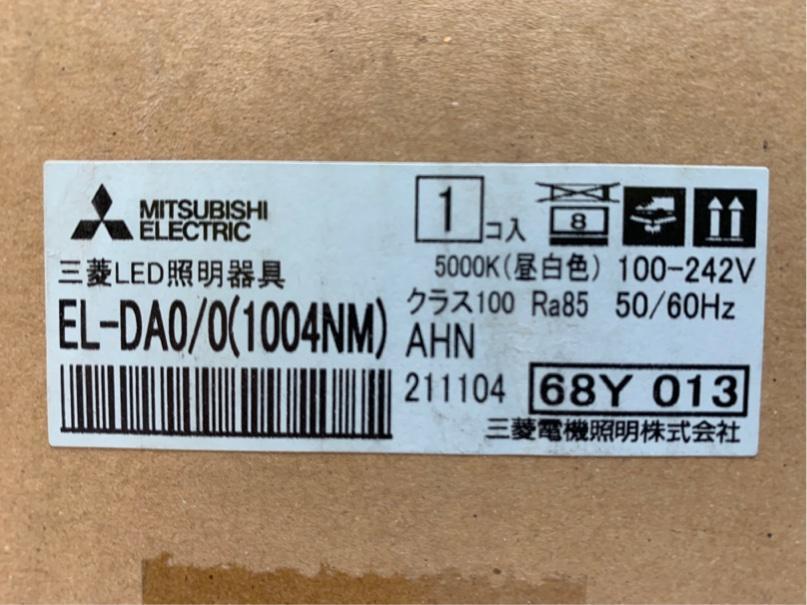 MITSUBISHI
ELECTRIC
三菱LED照明器具
EL-DA0/0(1004NM)
1コ入
8
5000K(昼白色) 100-242V
クラス100 Ra85 50/60Hz
AHN
211104 68Y 013
三菱電機照明株式会社